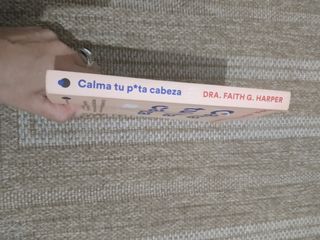 Calma tu p*ta cabeza
DRA. FAITH G. HARPER